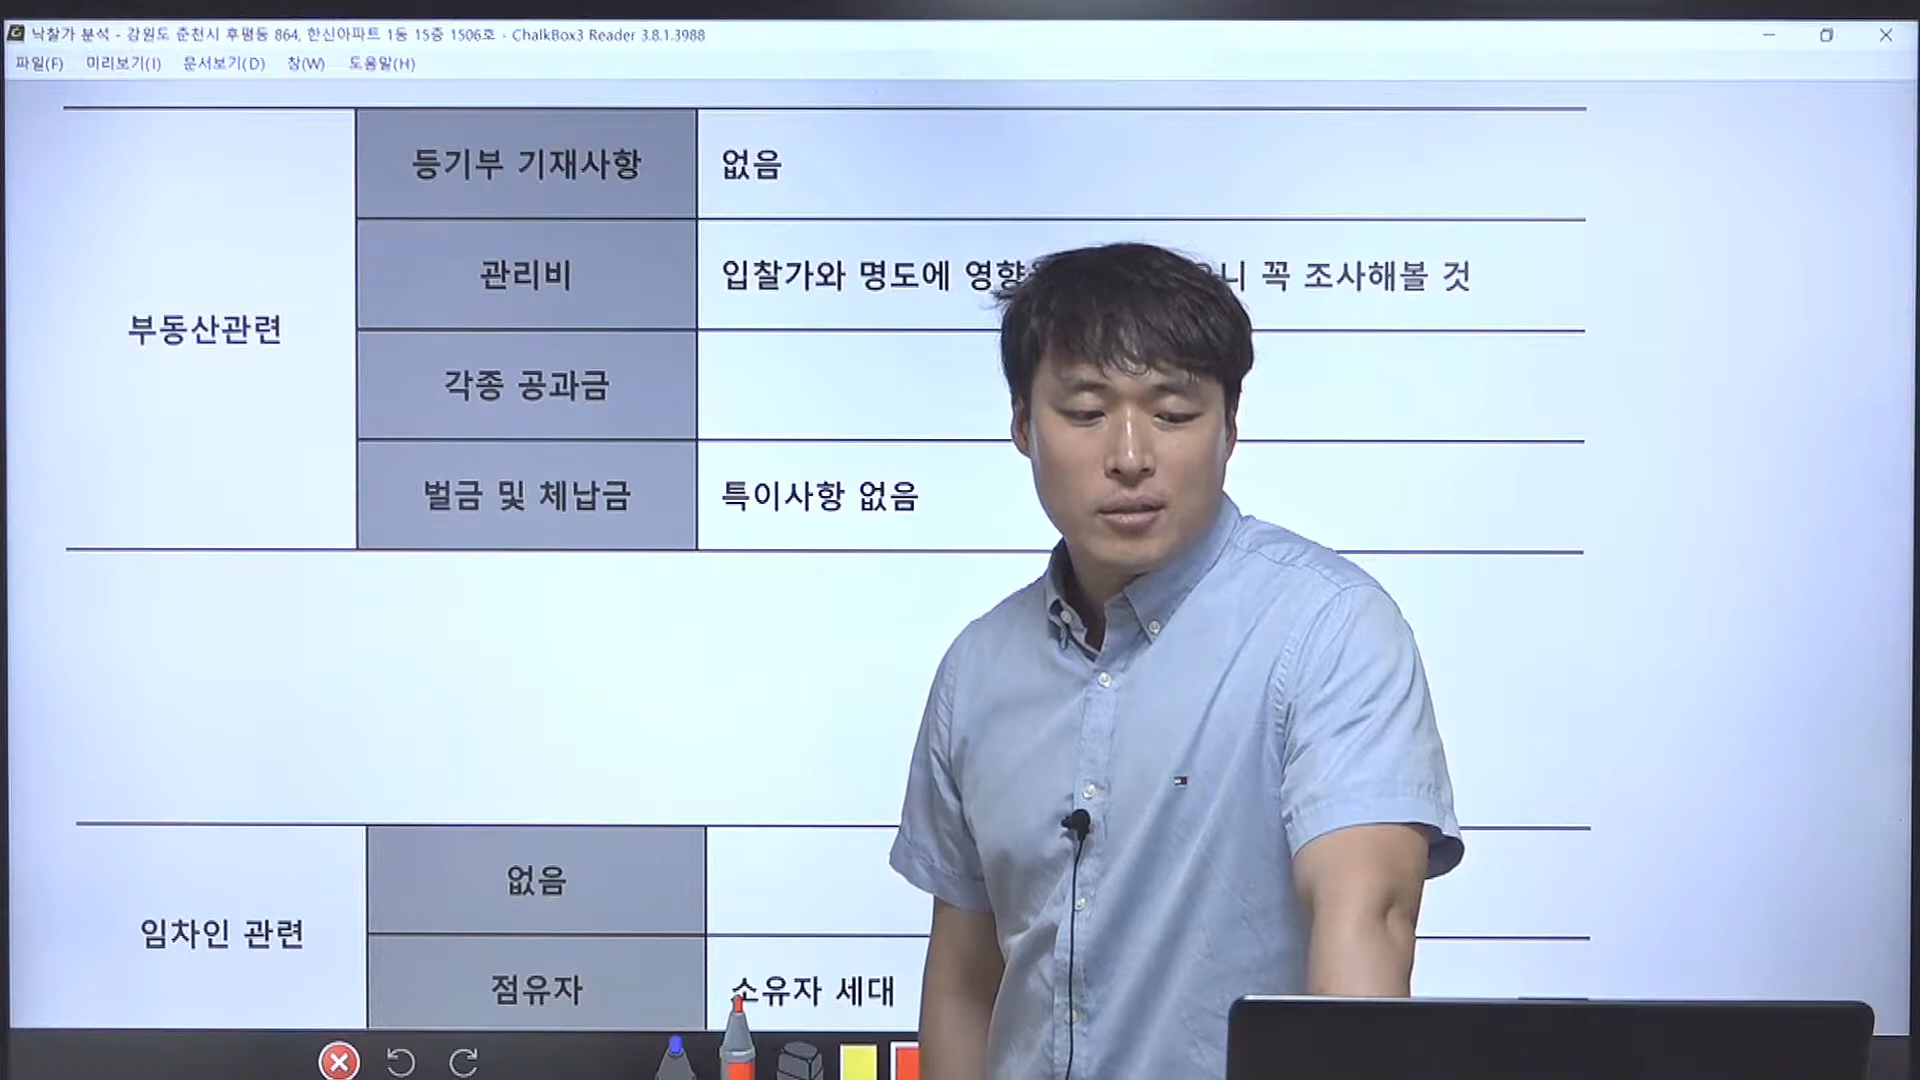 낙찰가 분석 - 강원도 춘천시 후평동 864, 한신아파트 1동 15층 1506호 - ChalkBox3 Reader 3.8.1.3988
파일(F) 미리보기(I) 문서보기(D) 창(W) 도움말(H)
부동산관련
등기부 기재사항 없음
관리비 입찰가와 명도에 영향 니 꼭 조사해볼 것
각종 공과금
벌금 및 체납금 특이사항 없음
임차인 관련
없음
점유자 소유자 세대